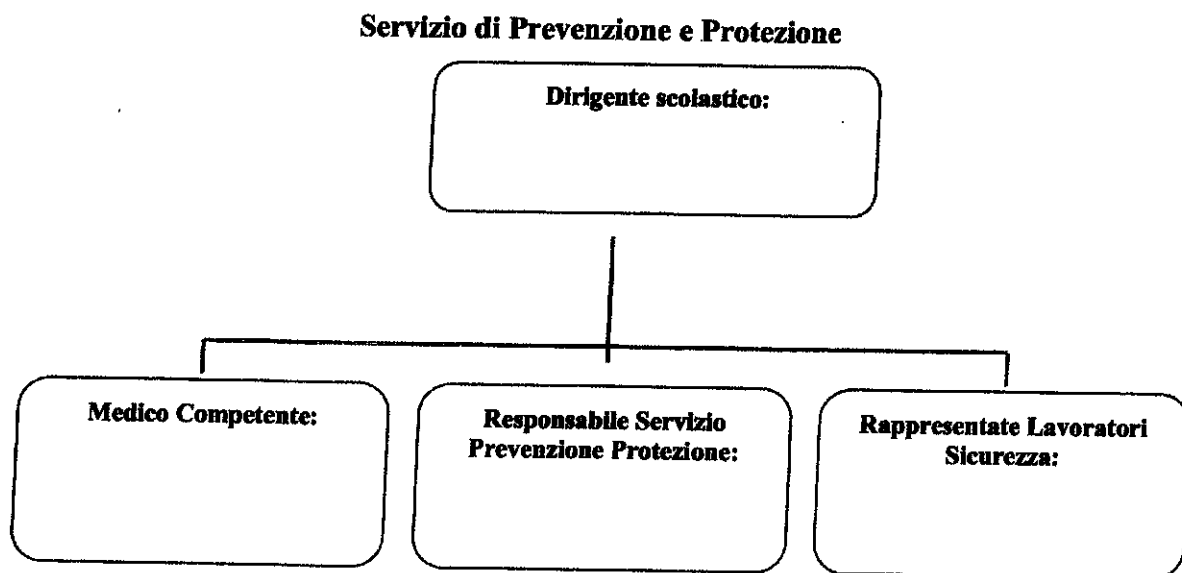 Servizio di Prevenzione e Protezione
Dirigente scolastico:
Medico Competente:
Responsabile Servizio
Prevenzione Protezione:
Rappresentate Lavoratori
Sicurezza: